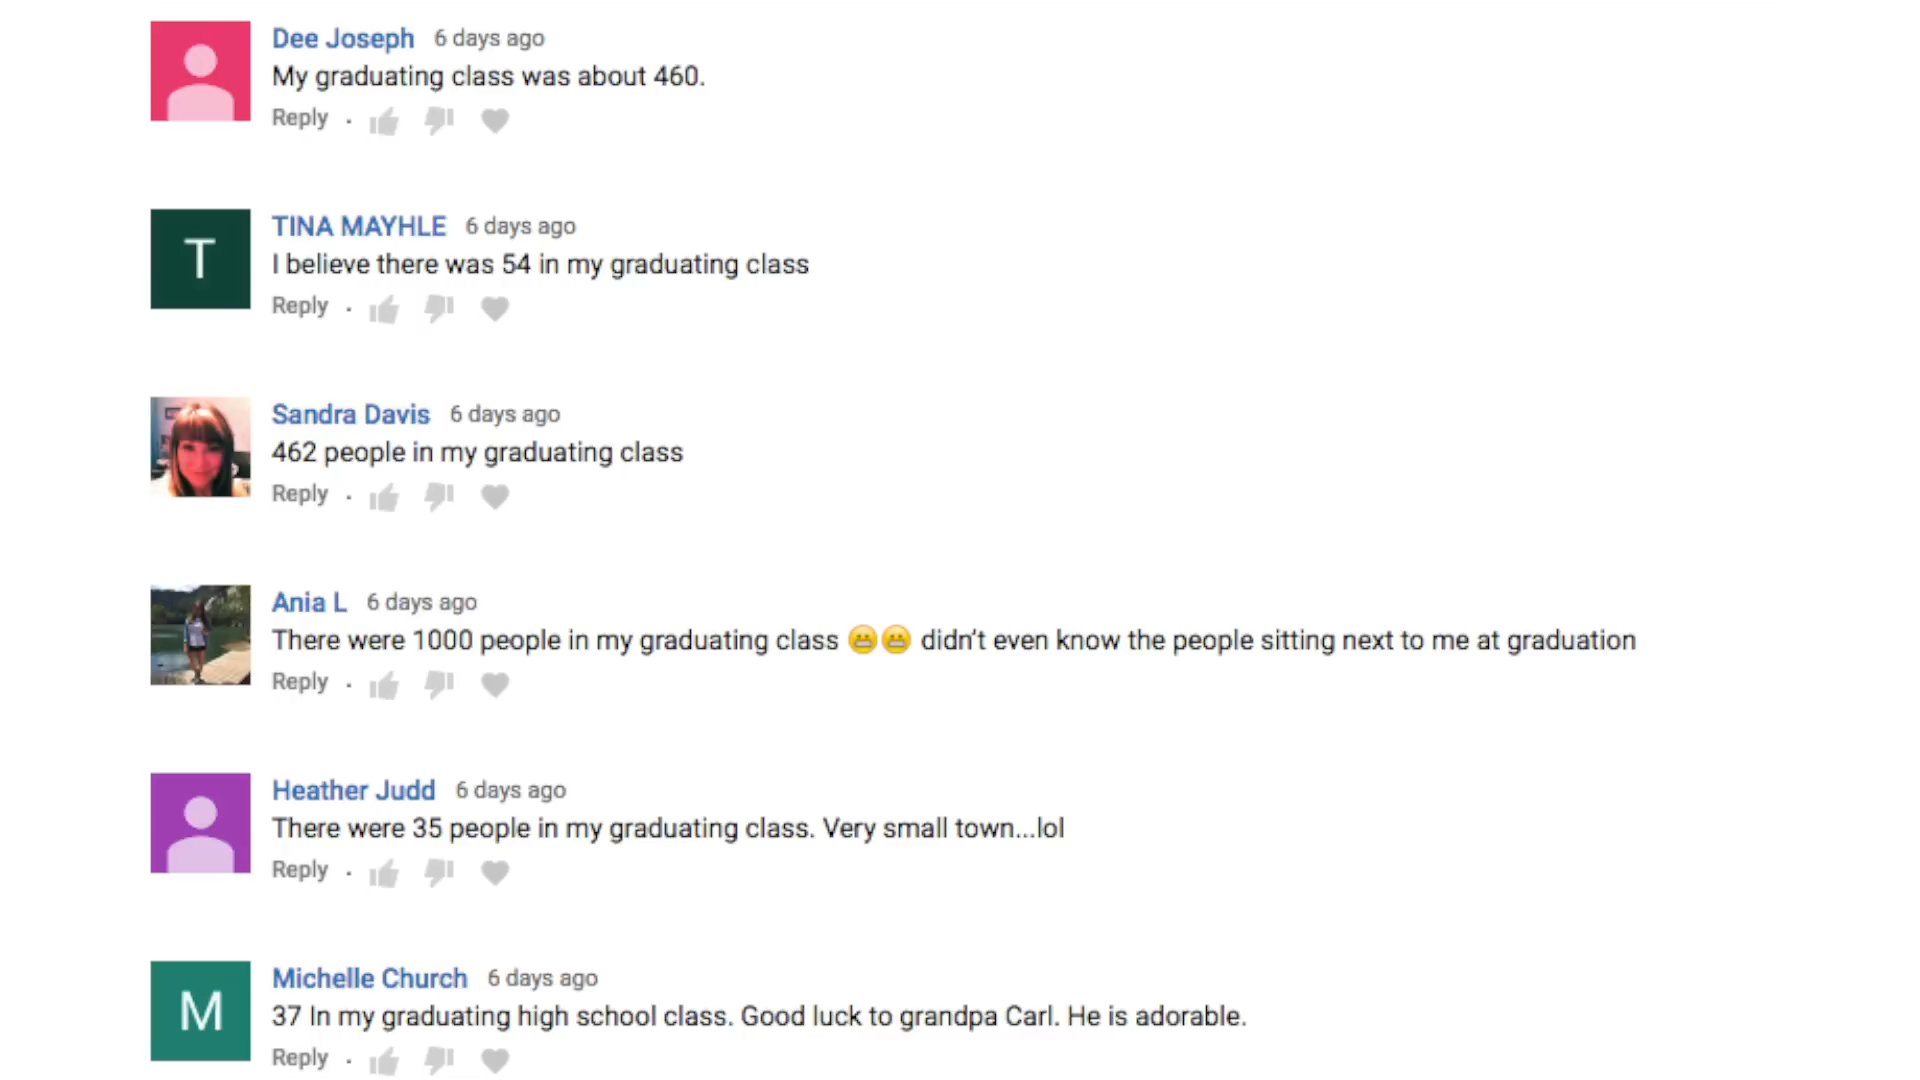 Dee Joseph 6 days ago
My graduating class was about 460.
Reply
T
TINA MAYHLE 6 days ago
I believe there was 54 in my graduating class
Reply
Sandra Davis 6 days ago
462 people in my graduating class
Reply
Ania L 6 days ago
There were 1000 people in my graduating class 😬😬 didn't even know the people sitting next to me at graduation
Reply
Heather Judd 6 days ago
There were 35 people in my graduating class. Very small town...lol
Reply
M
Michelle Church 6 days ago
37 In my graduating high school class. Good luck to grandpa Carl. He is adorable.
Reply